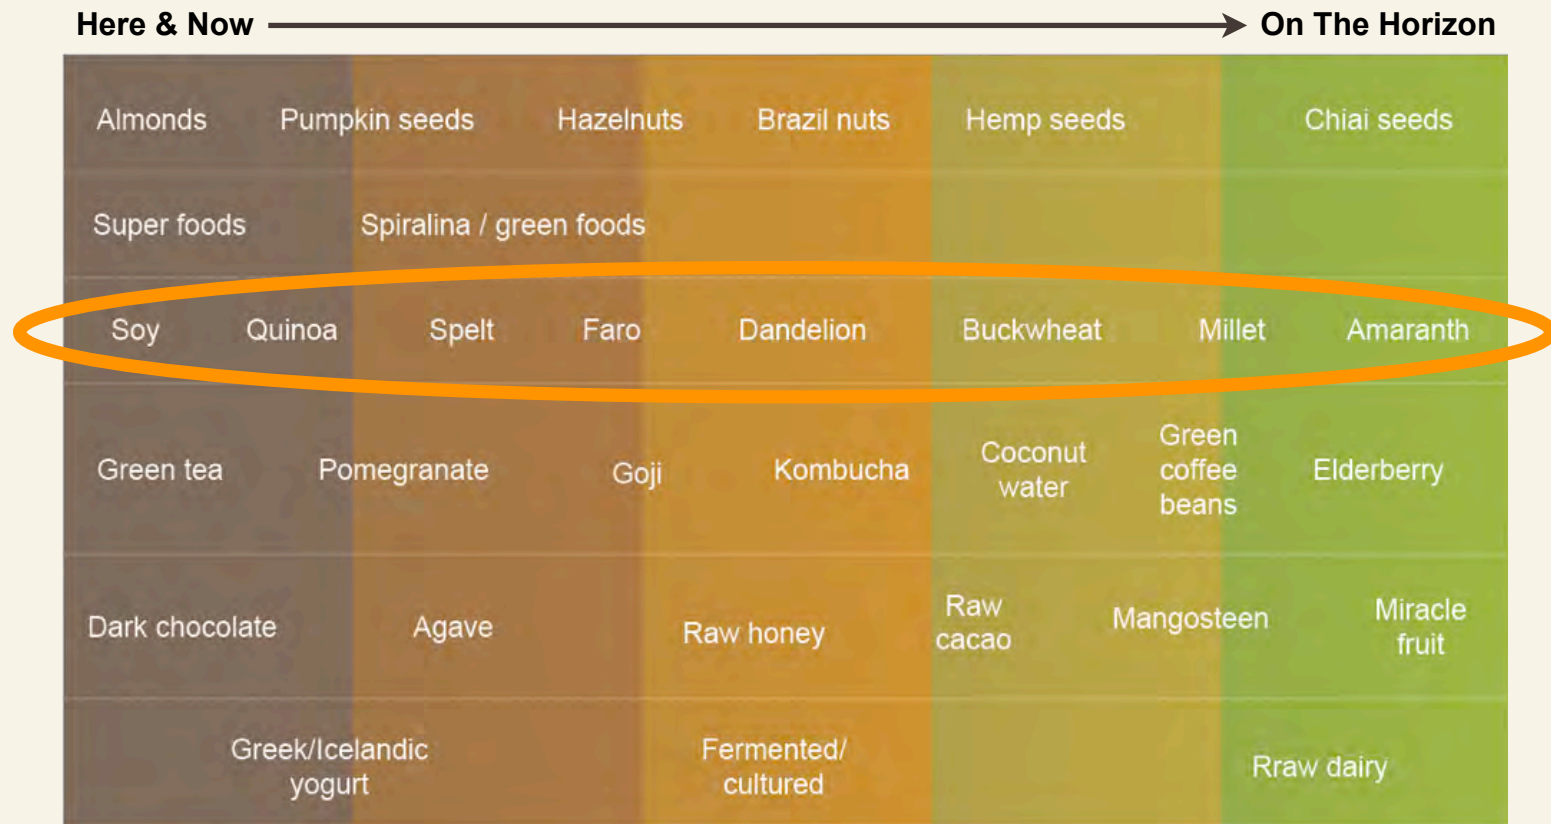 Here & Now On The Horizon
Almonds Pumpkin seeds Hazelnuts Brazil nuts Hemp seeds Chiai seeds
Super foods Spiralina / green foods
Soy Quinoa Spelt Faro Dandelion Buckwheat Millet Amaranth
Green tea Pomegranate Goji Kombucha
Coconut
water
Green
coffee
beans
Elderberry
Dark chocolate Agave Raw honey
Raw
cacao
Mangosteen
Miracle
fruit
Greek/Icelandic
yogurt
Fermented/
cultured
Rraw dairy